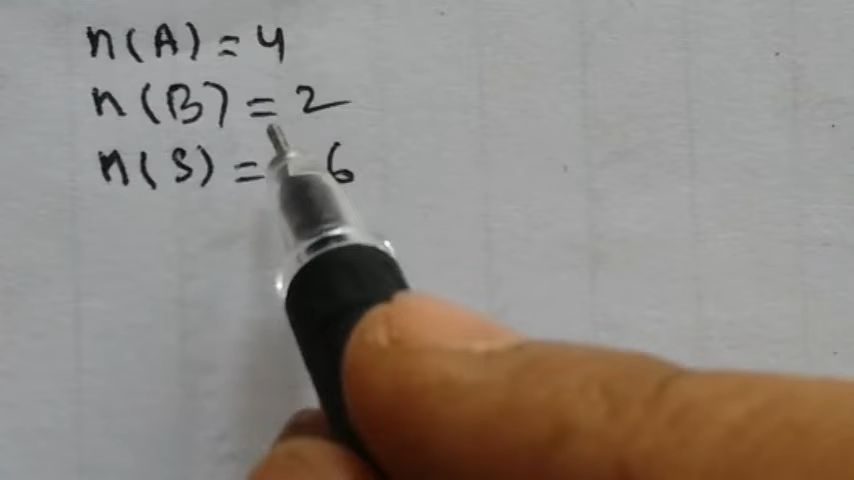 n(A) = 4
n(B) = 2
n(S) = 6